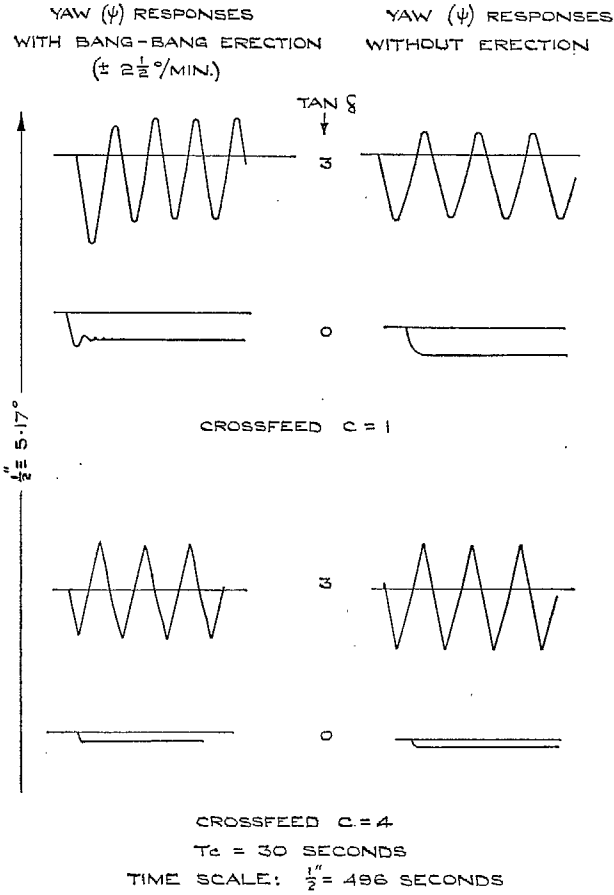 YAW (Ψ) RESPONSES
WITH BANG-BANG ERECTION
(± 2½°/MIN.)
YAW (Ψ) RESPONSES
WITHOUT ERECTION
TAN ξ
3
0
½" = 5·17°
CROSSFEED C = 1
3
0
CROSSFEED C = 4
Tc = 30 SECONDS
TIME SCALE: ½" = 496 SECONDS